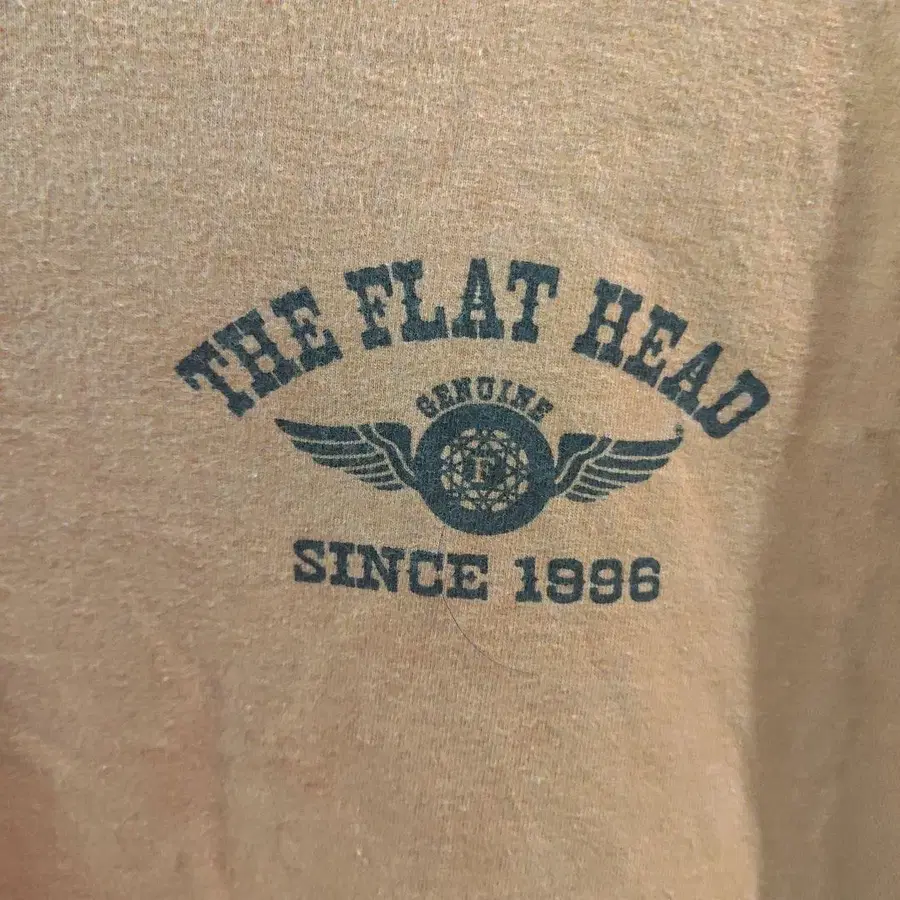 THE FLAT HEAD
GENUINE
F
SINCE 1996